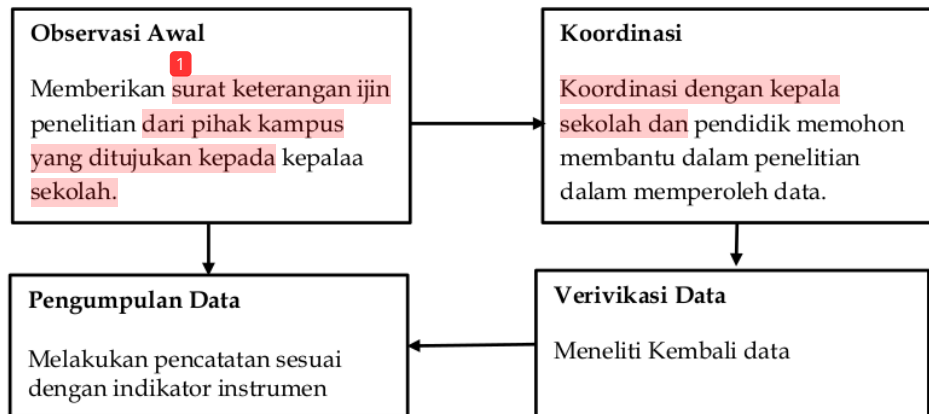 Observasi Awal
1
Memberikan surat keterangan ijin
penelitian dari pihak kampus
yang ditujukan kepada kepalaa
sekolah.
Koordinasi
Koordinasi dengan kepala
sekolah dan pendidik memohon
membantu dalam penelitian
dalam memperoleh data.
Pengumpulan Data
Melakukan pencatatan sesuai
dengan indikator instrumen
Verivikasi Data
Meneliti Kembali data